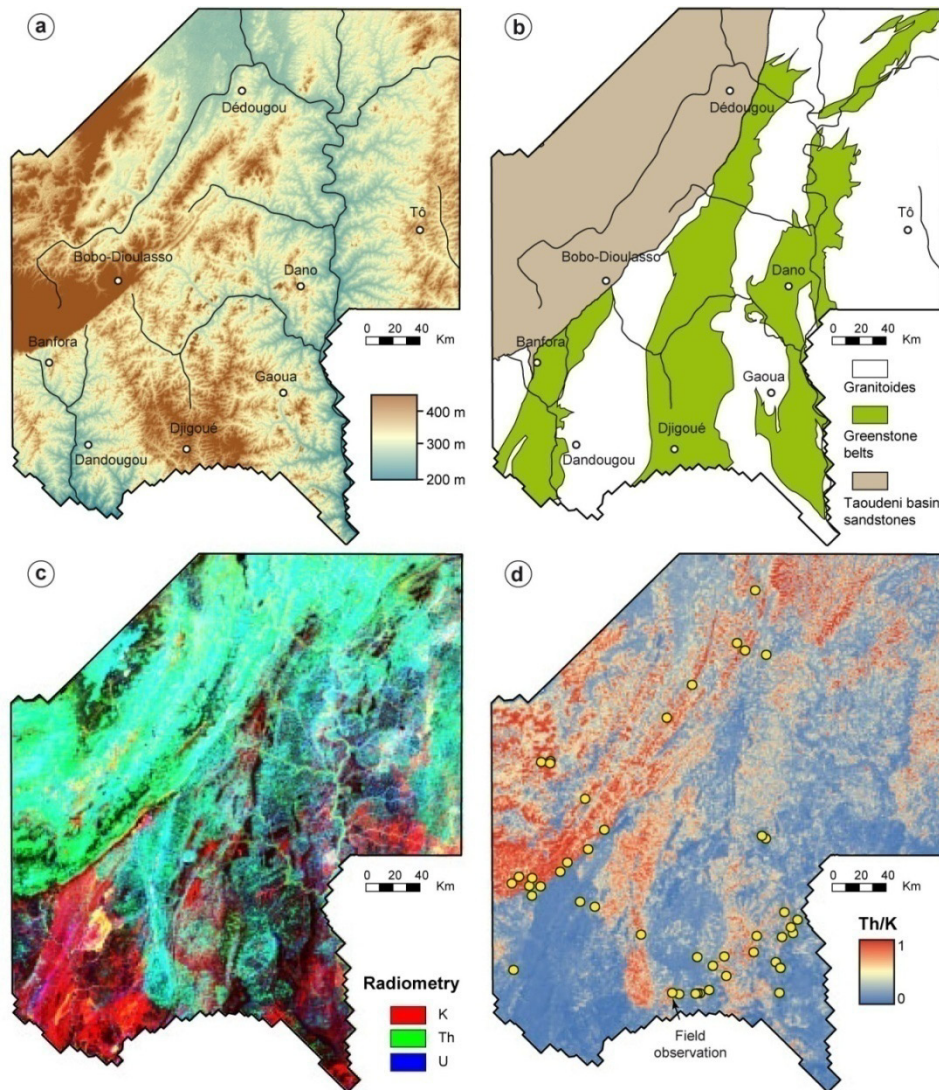 a
Dédougou
Tô
Bobo-Dioulasso
Dano
Banfora
0 20 40
Km
Gaoua
400 m
300 m
200 m
Djigoué
Dandougou
b
Dédougou
Tô
Bobo-Dioulasso
Dano
Banfora
0 20 40
Km
Gaoua
Granitoides
Greenstone
belts
Djigoué
Dandougou
Taoudeni basin
sandstones
c
0 20 40
Km
Radiometry
K
Th
U
d
0 20 40
Km
Th/K
1
0
Field
observation